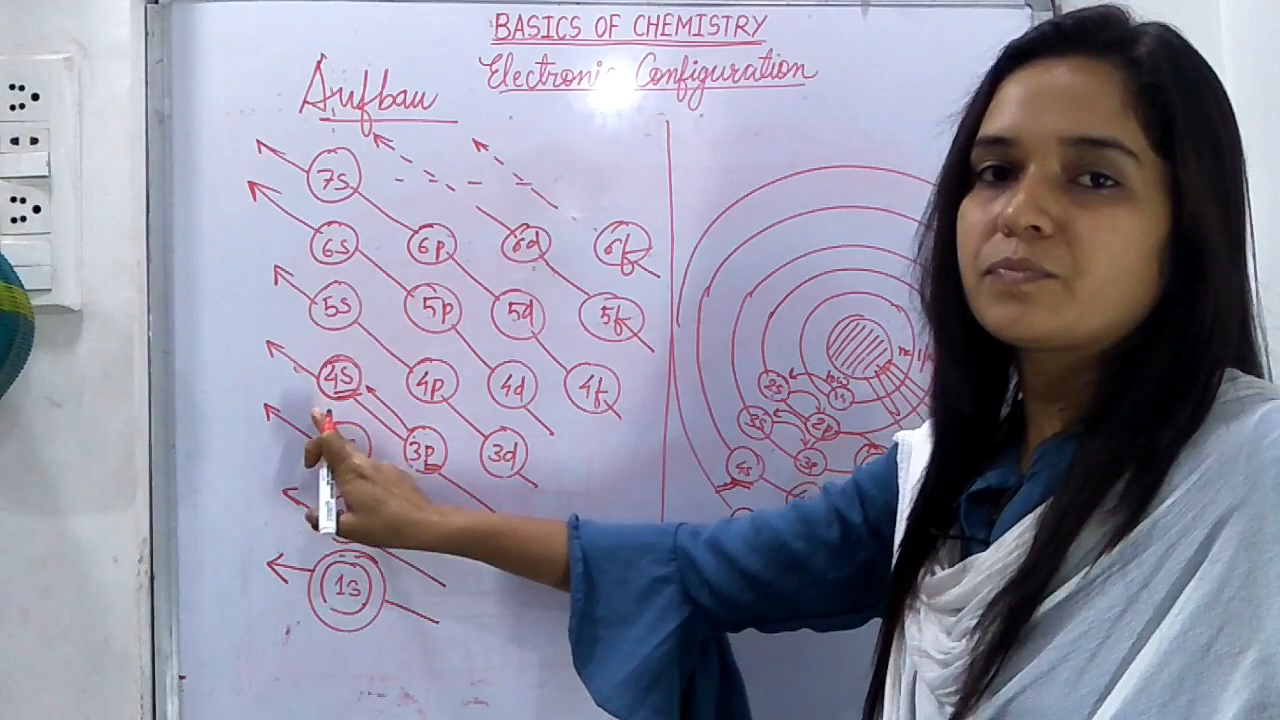 BASICS OF CHEMISTRY
Electronic Configuration
Aufbau
7s
6s 6p 6d 6f
5s 5p 5d 5f
4s 4p 4d 4f
3p 3d
1s
1s
2s
2p
3s
3p
4s